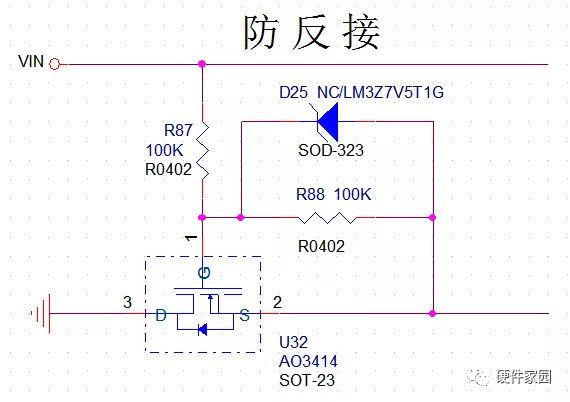 防反接
VIN
D25 NC/LM3Z7V5T1G
R87
100K
R0402
SOD-323
R88 100K
R0402
1
G
3
D
S
2
U32
AO3414
SOT-23
硬件家园